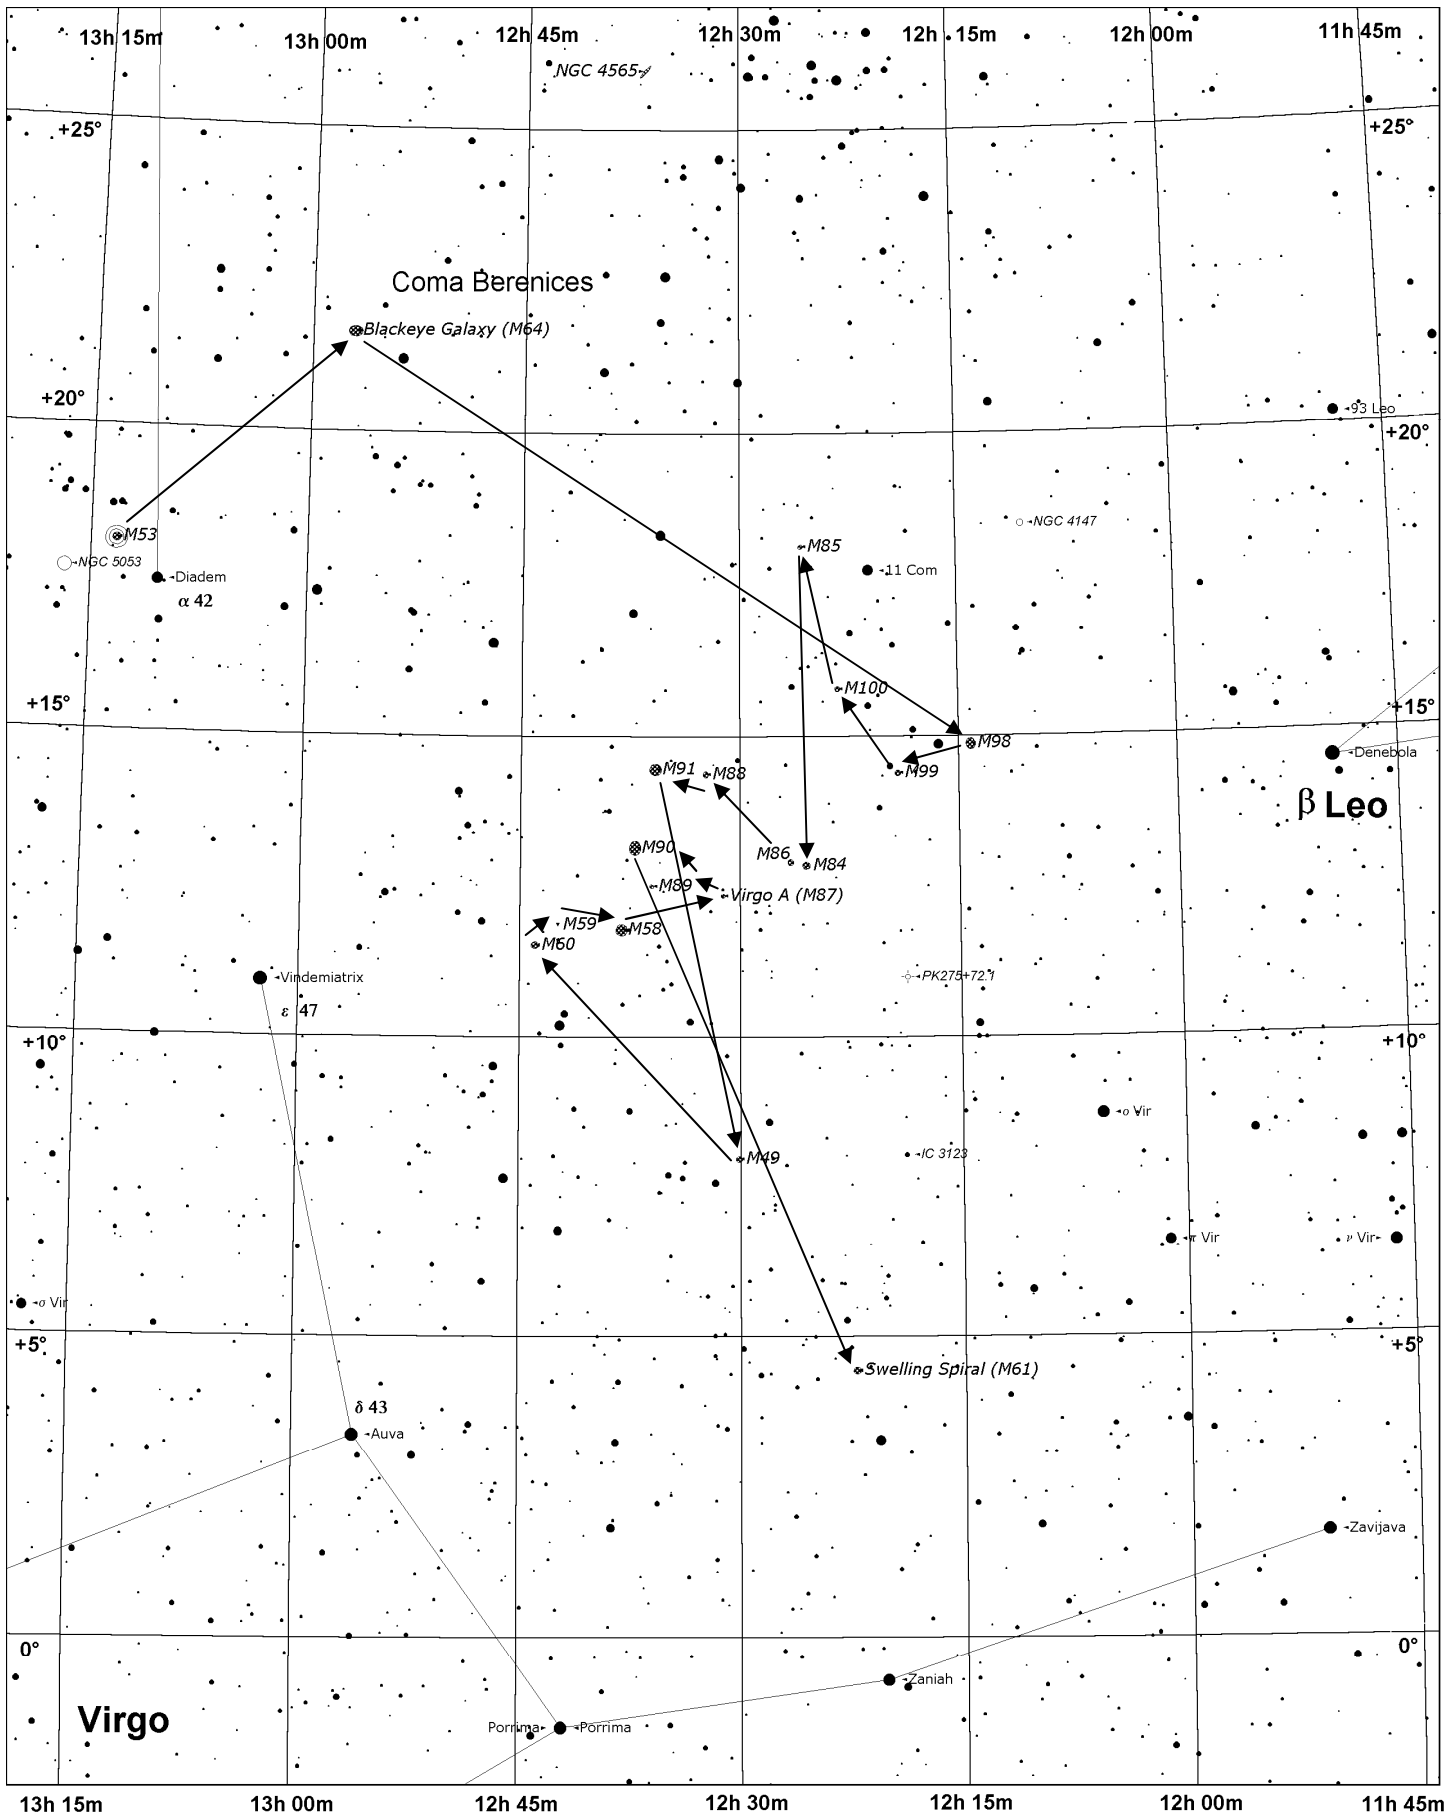 13h 15m 13h 00m 12h 45m 12h 30m 12h 15m 12h 00m 11h 45m
NGC 4565
+25° +25°
Coma Berenices
Blackeye Galaxy (M64)
+20° 93 Leo
+20°
M53 NGC 4147
M85
NGC 5053 11 Com
Diadem
α 42
M100
+15° +15°
M98
Denebola
M91 M88 M99
β Leo
M90 M86 M84
M89 Virgo A (M87)
M59 M58
M60
Vindemiatrix PK275+72.1
ε 47
+10° +10°
ο Vir
M49 IC 3123
π Vir ν Vir
σ Vir
+5° +5°
Swelling Spiral (M61)
δ 43
Auva
Zavijava
0° 0°
Zaniah
Virgo Porrima Porrima
13h 15m 13h 00m 12h 45m 12h 30m 12h 15m 12h 00m 11h 45m